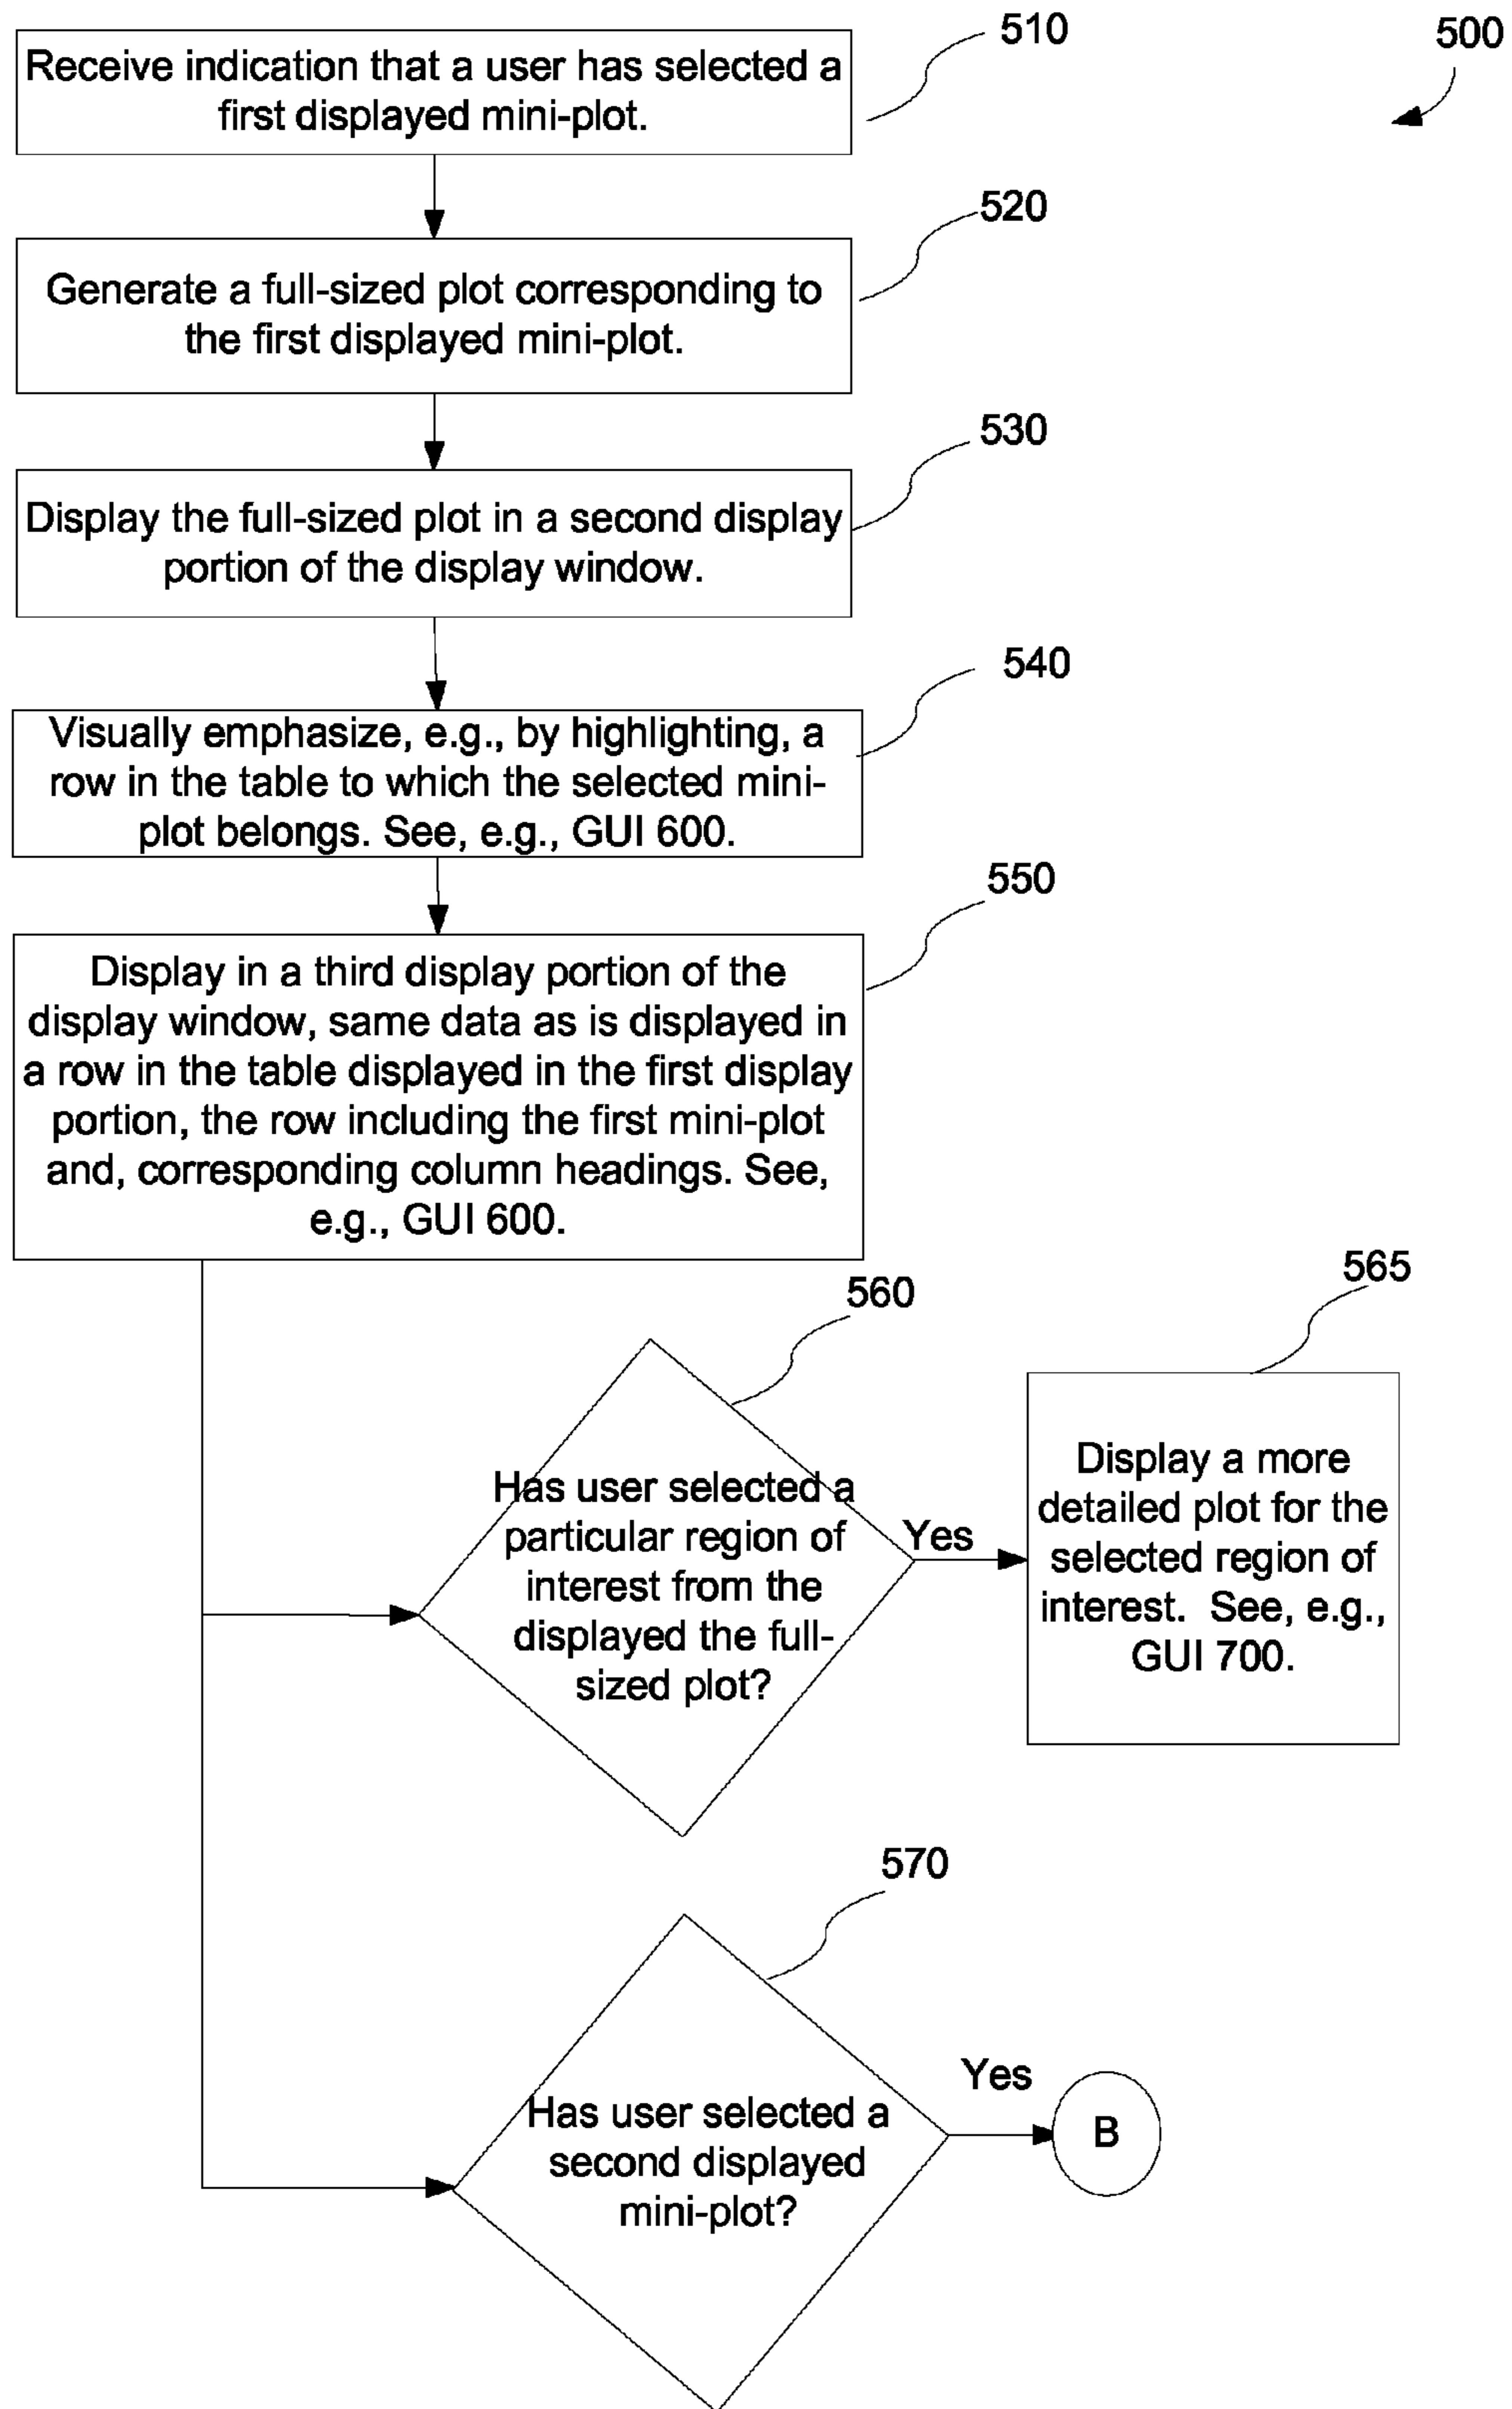 510
500
Receive indication that a user has selected a
first displayed mini-plot.
520
Generate a full-sized plot corresponding to
the first displayed mini-plot.
530
Display the full-sized plot in a second display
portion of the display window.
540
Visually emphasize, e.g., by highlighting, a
row in the table to which the selected mini-
plot belongs. See, e.g., GUI 600.
550
Display in a third display portion of the
display window, same data as is displayed in
a row in the table displayed in the first display
portion, the row including the first mini-plot
and, corresponding column headings. See,
e.g., GUI 600.
560
Has user selected a
particular region of
interest from the
displayed the full-
sized plot?
Yes
565
Display a more
detailed plot for the
selected region of
interest. See, e.g.,
GUI 700.
570
Has user selected a
second displayed
mini-plot?
Yes
B